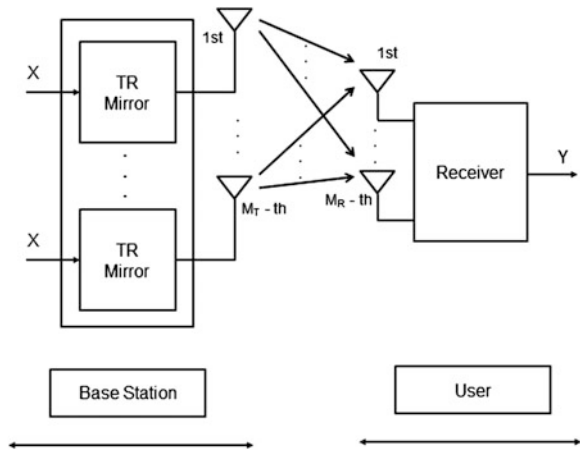 1st
X
TR
Mirror
1st
Receiver
Y
M_T - th
M_R - th
X
TR
Mirror
Base Station
User